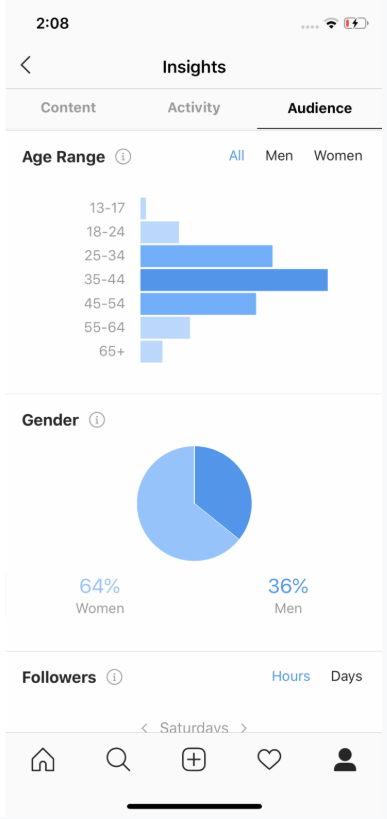 2:08
Insights
Content Activity Audience
Age Range All Men Women
13-17
18-24
25-34
35-44
45-54
55-64
65+
Gender
64% 36%
Women Men
Followers Hours Days
Saturdays